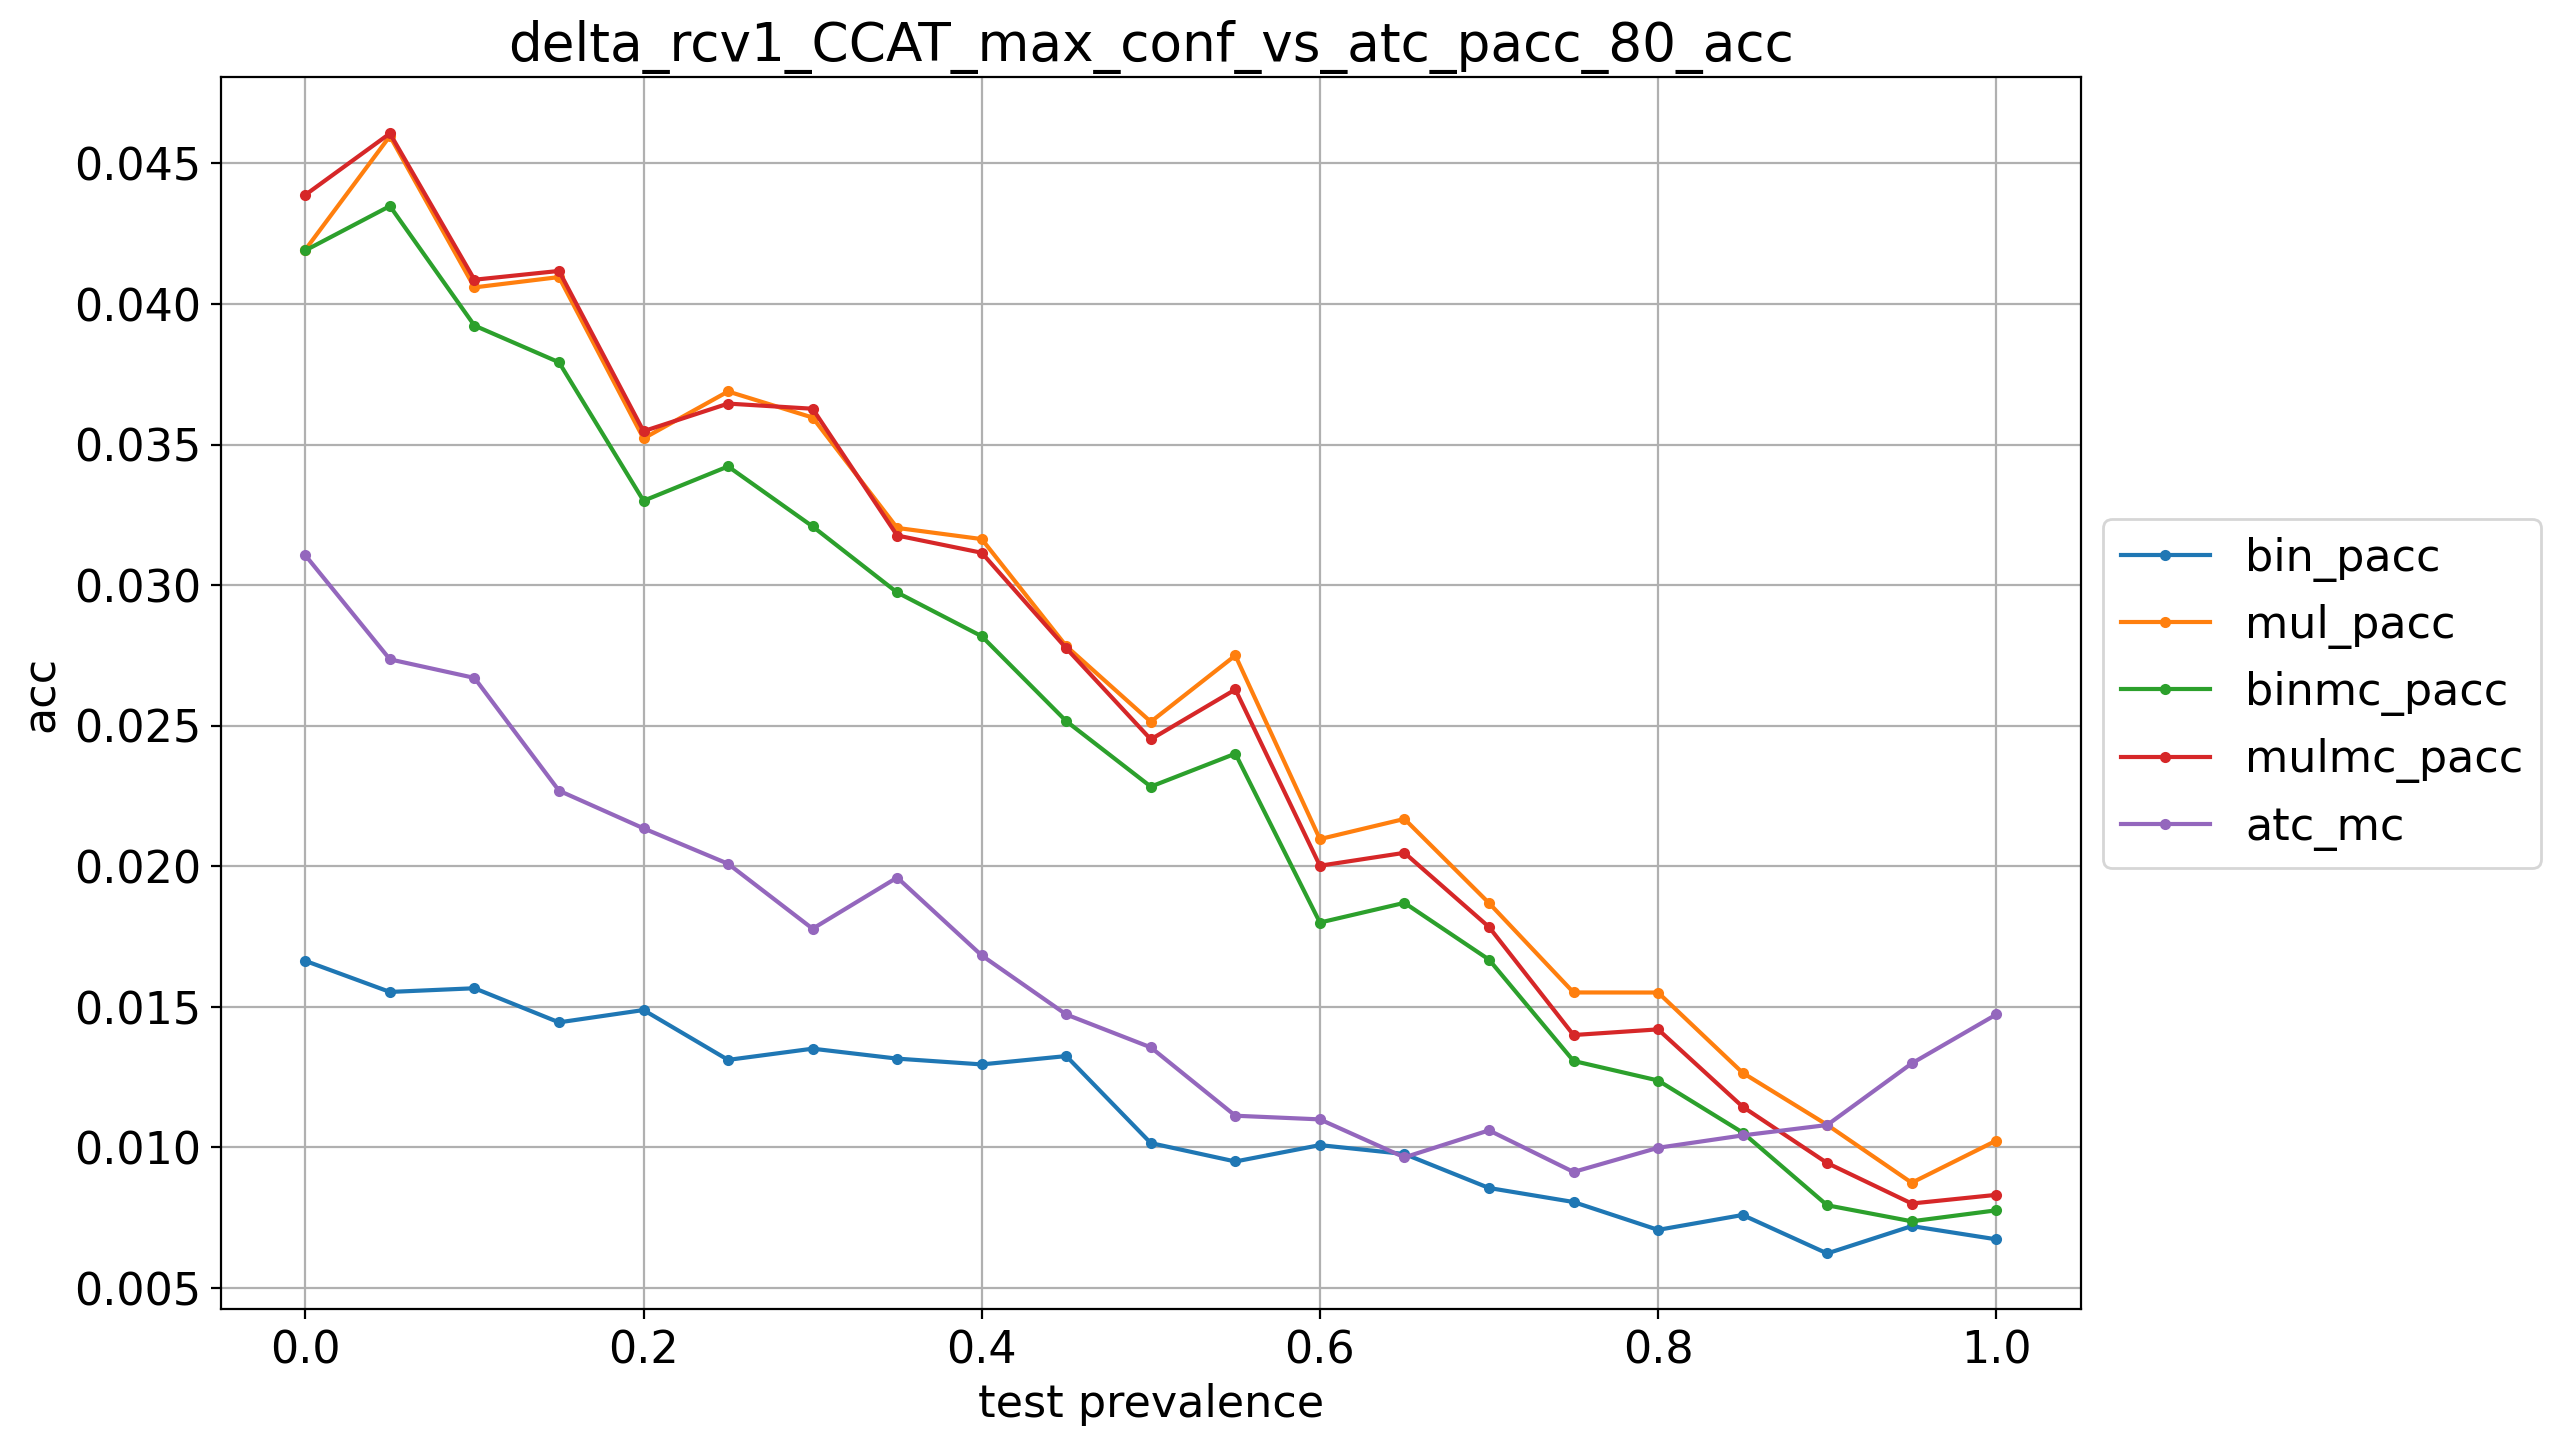 delta_rcv1_CCAT_max_conf_vs_atc_pacc_80_acc
acc
0.045
0.040
0.035
0.030
0.025
0.020
0.015
0.010
0.005
0.0 0.2 0.4 0.6 0.8 1.0
test prevalence
bin_pacc
mul_pacc
binmc_pacc
mulmc_pacc
atc_mc